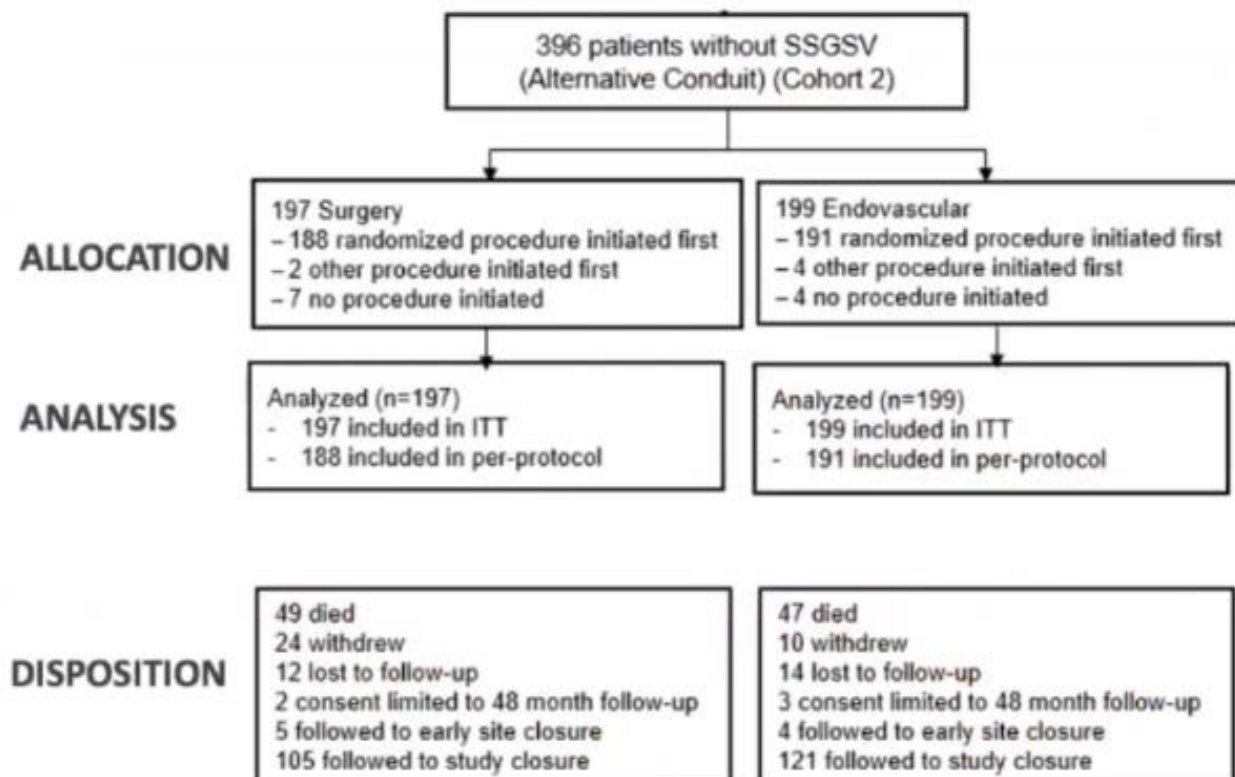 396 patients without SSGSV
(Alternative Conduit) (Cohort 2)
ALLOCATION
197 Surgery
– 188 randomized procedure initiated first
– 2 other procedure initiated first
– 7 no procedure initiated
199 Endovascular
– 191 randomized procedure initiated first
– 4 other procedure initiated first
– 4 no procedure initiated
ANALYSIS
Analyzed (n=197)
- 197 included in ITT
- 188 included in per-protocol
Analyzed (n=199)
- 199 included in ITT
- 191 included in per-protocol
DISPOSITION
49 died
24 withdrew
12 lost to follow-up
2 consent limited to 48 month follow-up
5 followed to early site closure
105 followed to study closure
47 died
10 withdrew
14 lost to follow-up
3 consent limited to 48 month follow-up
4 followed to early site closure
121 followed to study closure